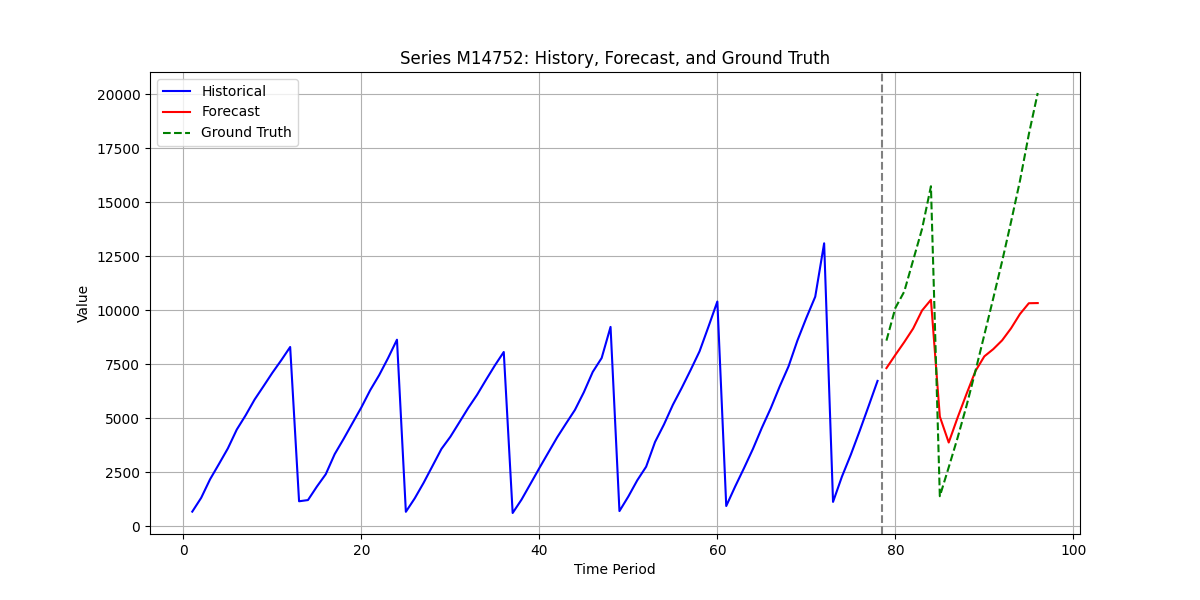 Series M14752: History, Forecast, and Ground Truth
Historical
Forecast
Ground Truth
20000
17500
15000
12500
10000
7500
5000
2500
0
Value
0 20 40 60 80 100
Time Period